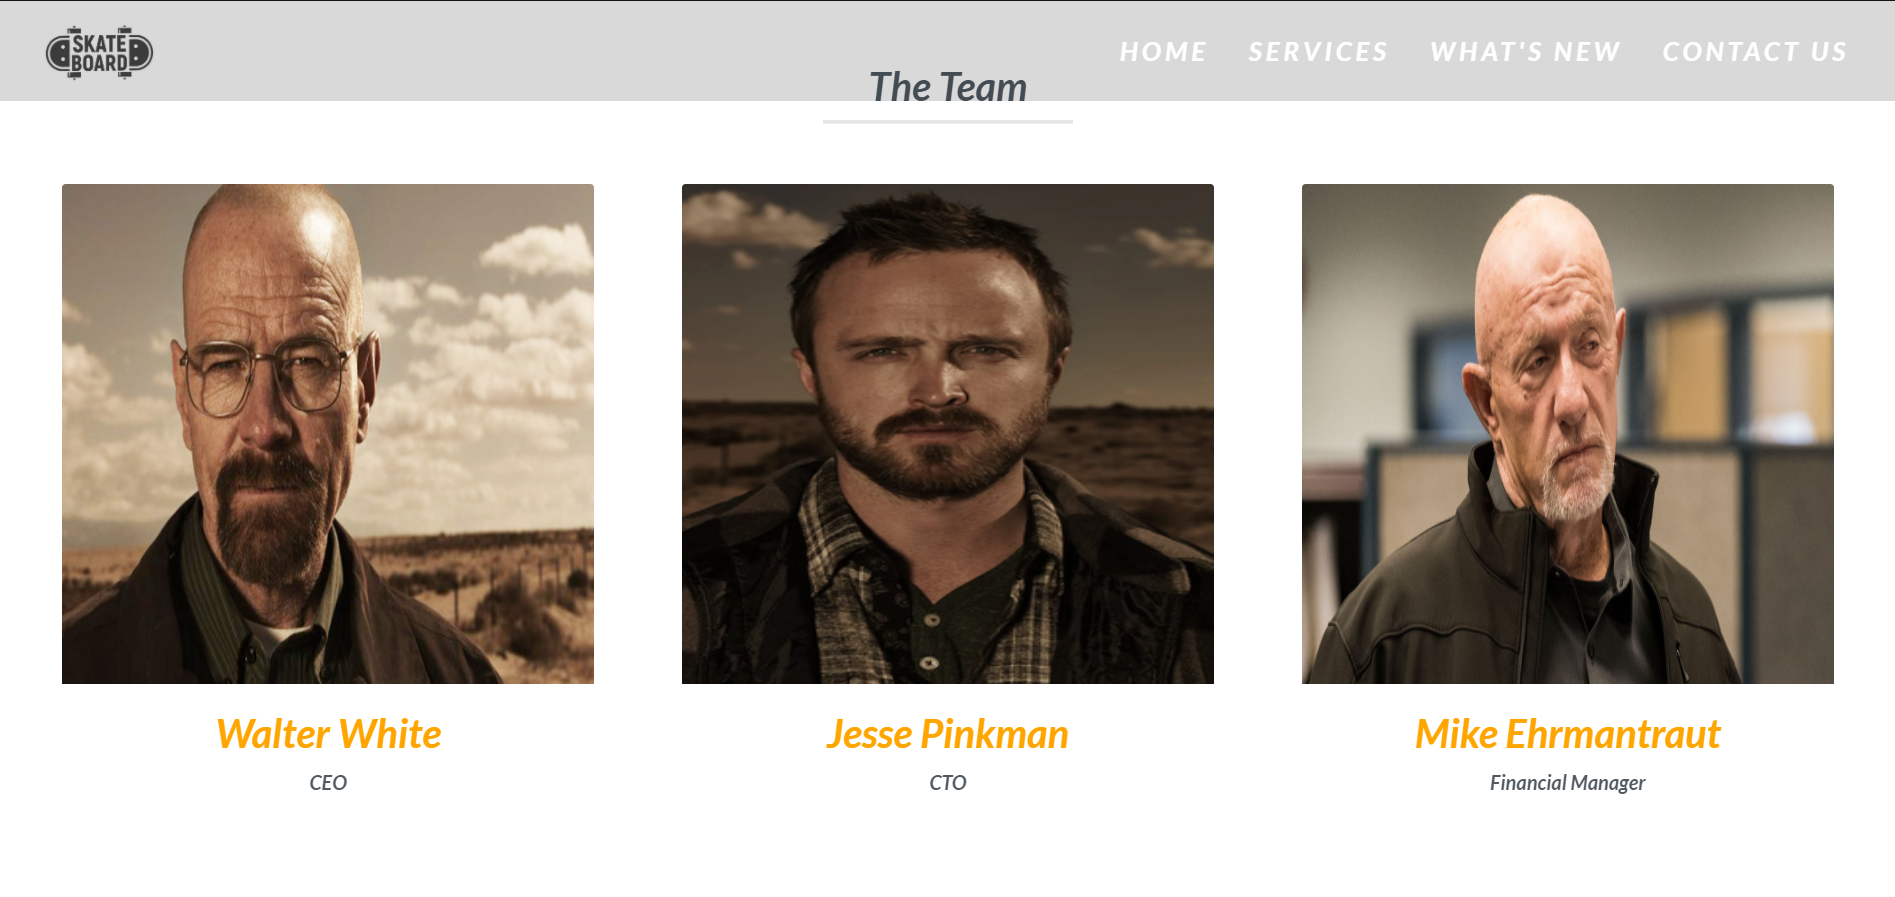 SKATE
BOARD
HOME SERVICES WHAT'S NEW CONTACT US
The Team
Walter White
CEO
Jesse Pinkman
CTO
Mike Ehrmantraut
Financial Manager